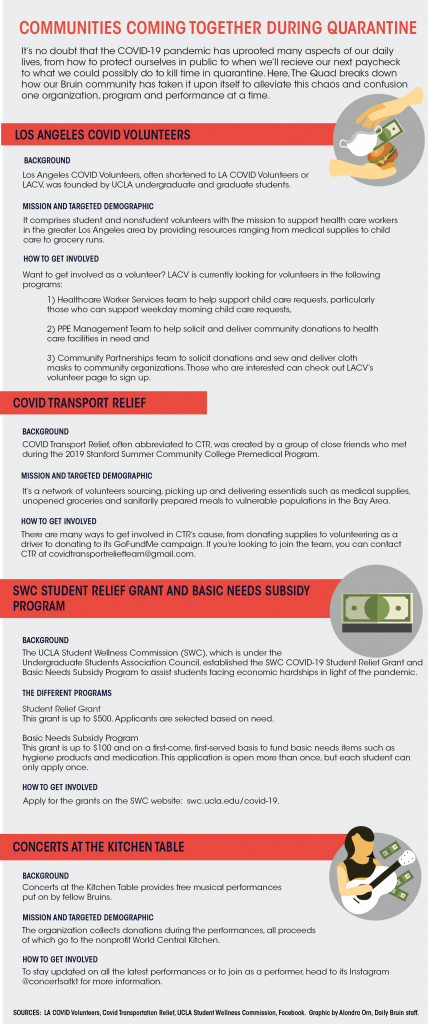 COMMUNITIES COMING TOGETHER DURING QUARANTINE
It's no doubt that the COVID-19 pandemic has uprooted many aspects of our daily
lives, from how to protect ourselves in public to when we'll recieve our next paycheck
to what we could possibly do to kill time in quarantine. Here, The Quad breaks down
how our Bruin community has taken it upon itself to alleviate this chaos and confusion
one organization, program and performance at a time.
LOS ANGELES COVID VOLUNTEERS
BACKGROUND
Los Angeles COVID Volunteers, often shortened to LA COVID Volunteers or
LACV, was founded by UCLA undergraduate and graduate students.
MISSION AND TARGETED DEMOGRAPHIC
It comprises student and nonstudent volunteers with the mission to support health care workers
in the greater Los Angeles area by providing resources ranging from medical supplies to child
care to grocery runs.
HOW TO GET INVOLVED
Want to get involved as a volunteer? LACV is currently looking for volunteers in the following
programs:
1) Healthcare Worker Services team to help support child care requests, particularly
those who can support weekday morning child care requests,
2) PPE Management Team to help solicit and deliver community donations to health
care facilities in need and
3) Community Partnerships team to solicit donations and sew and deliver cloth
masks to community organizations. Those who are interested can check out LACV's
volunteer page to sign up.
COVID TRANSPORT RELIEF
BACKGROUND
COVID Transport Relief, often abbreviated to CTR, was created by a group of close friends who met
during the 2019 Stanford Summer Community College Premedical Program.
MISSION AND TARGETED DEMOGRAPHIC
It's a network of volunteers sourcing, picking up and delivering essentials such as medical supplies,
unopened groceries and sanitarily prepared meals to vulnerable populations in the Bay Area.
HOW TO GET INVOLVED
There are many ways to get involved in CTR's cause, from donating supplies to volunteering as a
driver to donating to its GoFundMe campaign. If you're looking to join the team, you can contact
CTR at covidtransportreliefteam@gmail.com.
SWC STUDENT RELIEF GRANT AND BASIC NEEDS SUBSIDY
PROGRAM
BACKGROUND
The UCLA Student Wellness Commission (SWC), which is under the
Undergraduate Students Association Council, established the SWC COVID-19 Student Relief Grant and
Basic Needs Subsidy Program to assist students facing economic hardships in light of the pandemic.
THE DIFFERENT PROGRAMS
Student Relief Grant
This grant is up to $500. Applicants are selected based on need.
Basic Needs Subsidy Program
This grant is up to $100 and on a first-come, first-served basis to fund basic needs items such as
hygiene products and medication. This application is open more than once, but each student can
only apply once.
HOW TO GET INVOLVED
Apply for the grants on the SWC website: swc.ucla.edu/covid-19.
CONCERTS AT THE KITCHEN TABLE
BACKGROUND
Concerts at the Kitchen Table provides free musical performances
put on by fellow Bruins.
MISSION AND TARGETED DEMOGRAPHIC
The organization collects donations during the performances, all proceeds
of which go to the nonprofit World Central Kitchen.
HOW TO GET INVOLVED
To stay updated on all the latest performances or to join as a performer, head to its Instagram
@concertsatkt for more information.
SOURCES: LA COVID Volunteers, Covid Transportation Relief, UCLA Student Wellness Commission, Facebook. Graphic by Alondra Orn, Daily Bruin staff.